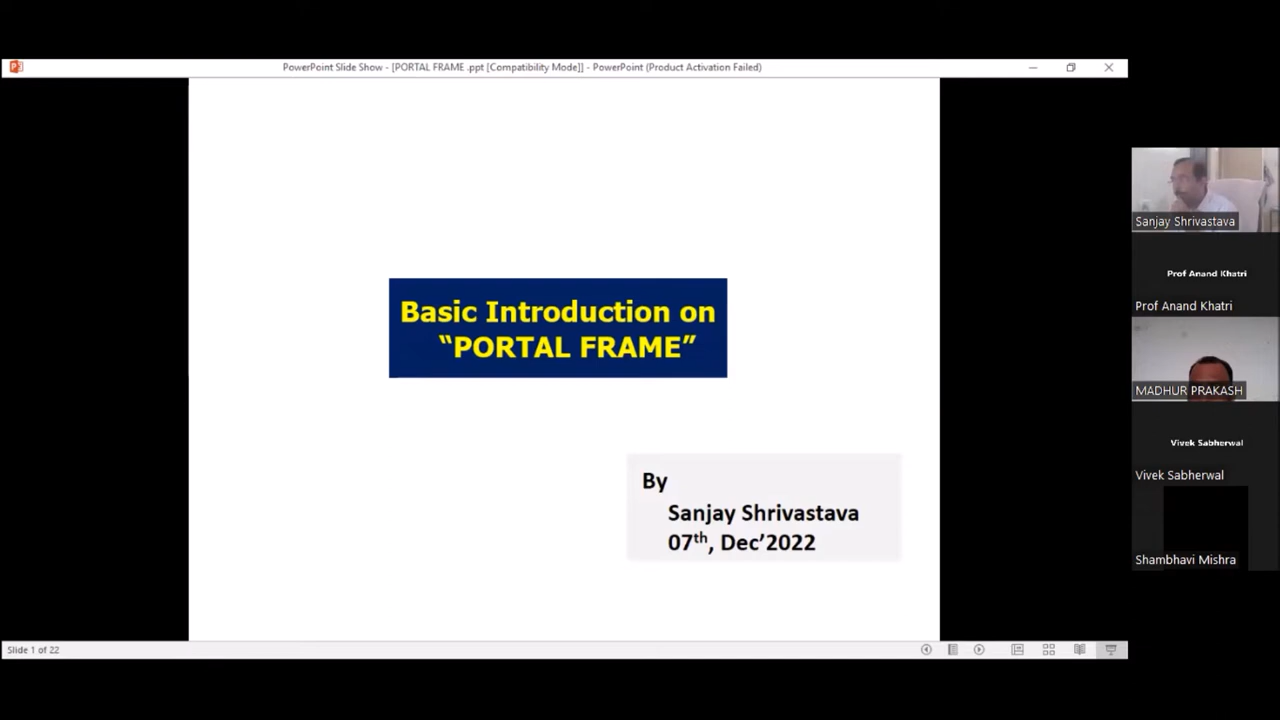 PowerPoint Slide Show - [PORTAL FRAME .ppt [Compatibility Mode]] - PowerPoint (Product Activation Failed)
Basic Introduction on
“PORTAL FRAME”
By
Sanjay Shrivastava
07th, Dec’2022
Slide 1 of 22
Sanjay Shrivastava
Prof Anand Khatri
Prof Anand Khatri
MADHUR PRAKASH
Vivek Sabherwal
Vivek Sabherwal
Shambhavi Mishra